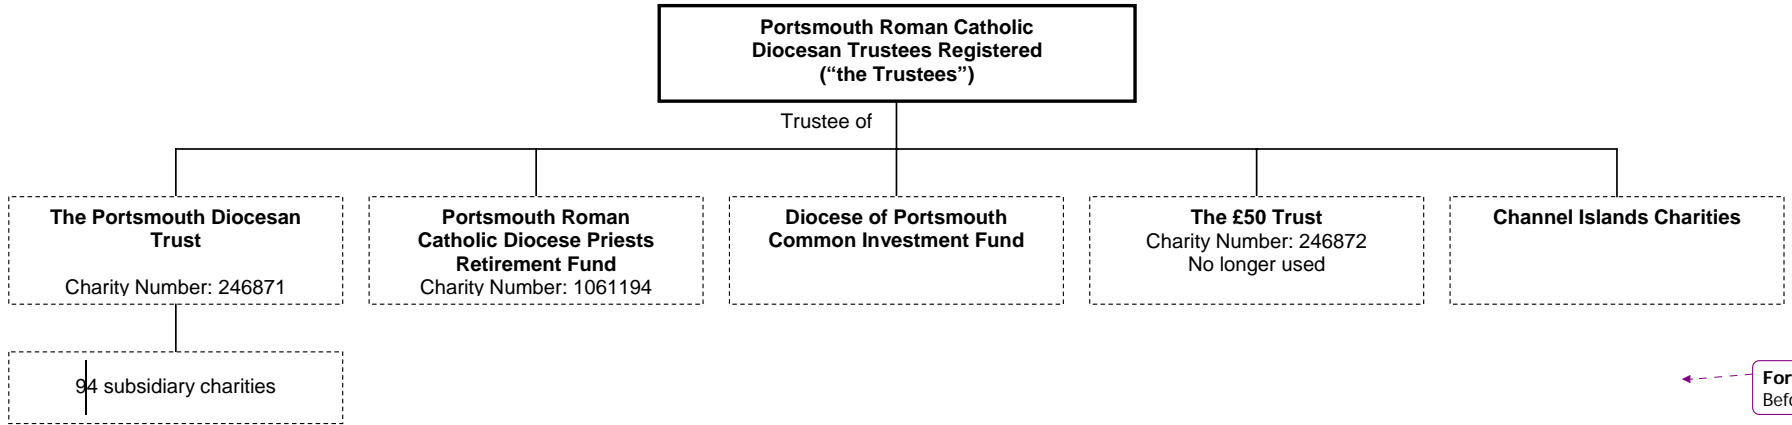 Portsmouth Roman Catholic
Diocesan Trustees Registered
(“the Trustees”)
Trustee of
The Portsmouth Diocesan
Trust
Charity Number: 246871
Portsmouth Roman
Catholic Diocese Priests
Retirement Fund
Charity Number: 1061194
Diocese of Portsmouth
Common Investment Fund
The £50 Trust
Charity Number: 246872
No longer used
Channel Islands Charities
94 subsidiary charities